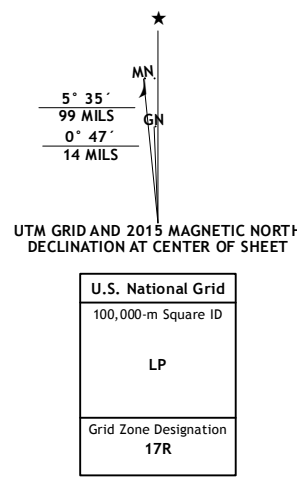 ★
MN
5° 35´
99 MILS
0° 47´
GN
14 MILS
UTM GRID AND 2015 MAGNETIC NORTH
DECLINATION AT CENTER OF SHEET
U.S. National Grid
100,000-m Square ID
LP
Grid Zone Designation
17R